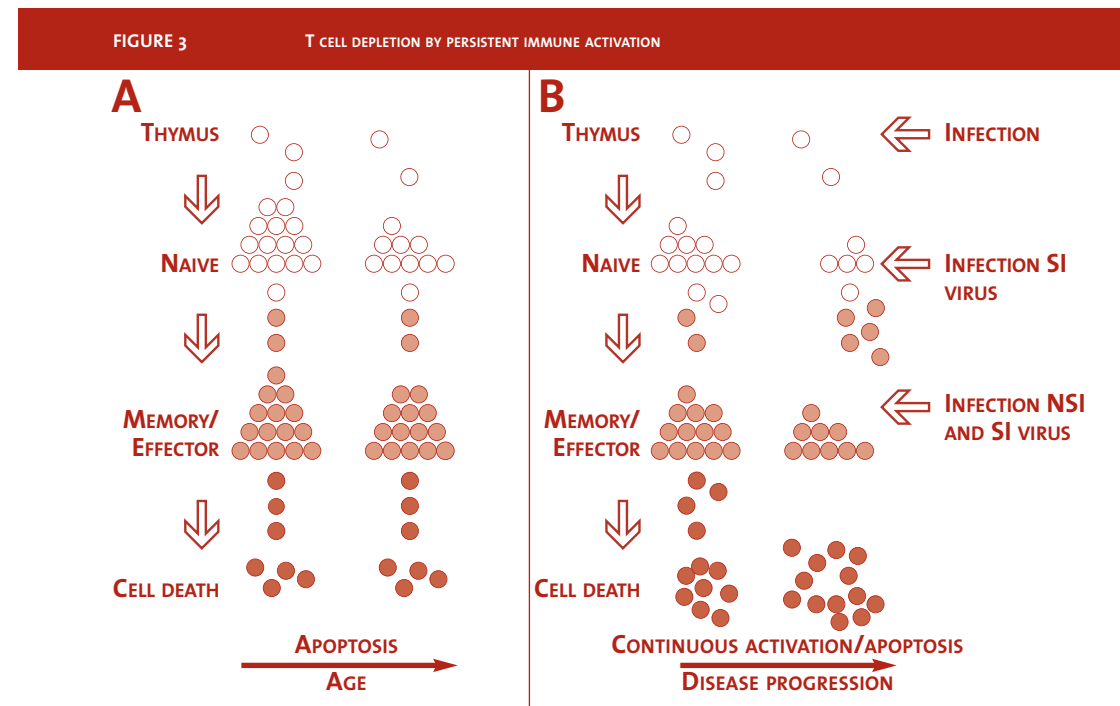 FIGURE 3 T CELL DEPLETION BY PERSISTENT IMMUNE ACTIVATION
A
THYMUS
NAIVE
MEMORY/
EFFECTOR
CELL DEATH
APOPTOSIS
AGE
B
THYMUS
NAIVE
MEMORY/
EFFECTOR
CELL DEATH
INFECTION
INFECTION SI
VIRUS
INFECTION NSI
AND SI VIRUS
CONTINUOUS ACTIVATION/APOPTOSIS
DISEASE PROGRESSION